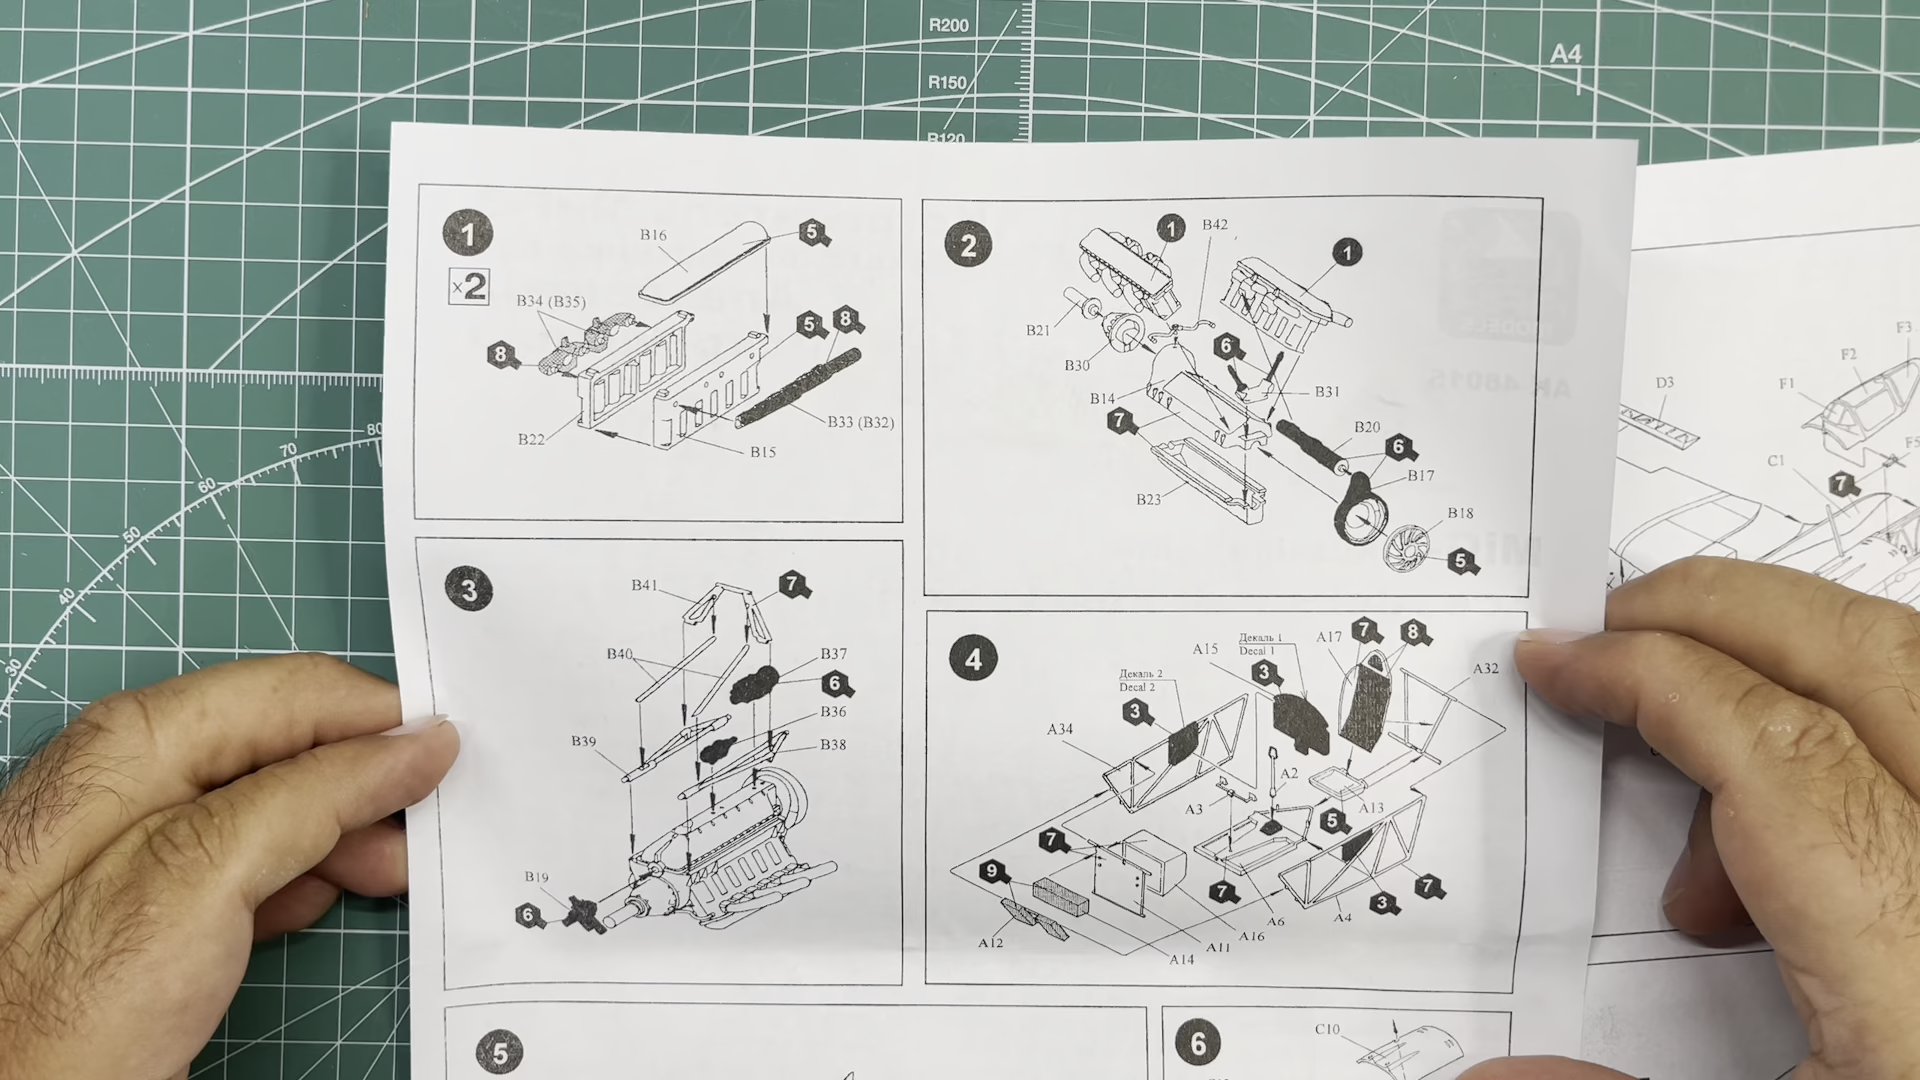 R200
A4
R150
R120
80
70
60
50
40
30
1
×2
B16
5
B34 (B35)
5
8
8
B33 (B32)
B22
B15
2
1
B42
1
B21
6
B30
B14
B31
7
B20
6
B17
B23
B18
5
3
B41
7
B40
B37
6
B36
B39
B38
B19
6
4
7
8
Декаль 1
Decal 1
A17
A15
A32
3
Декаль 2
Decal 2
3
A34
A2
A3
A13
5
7
9
7
7
3
A6
A4
A16
A12
A11
A14
5
6
C10
F3
F2
D3
F1
C1
7